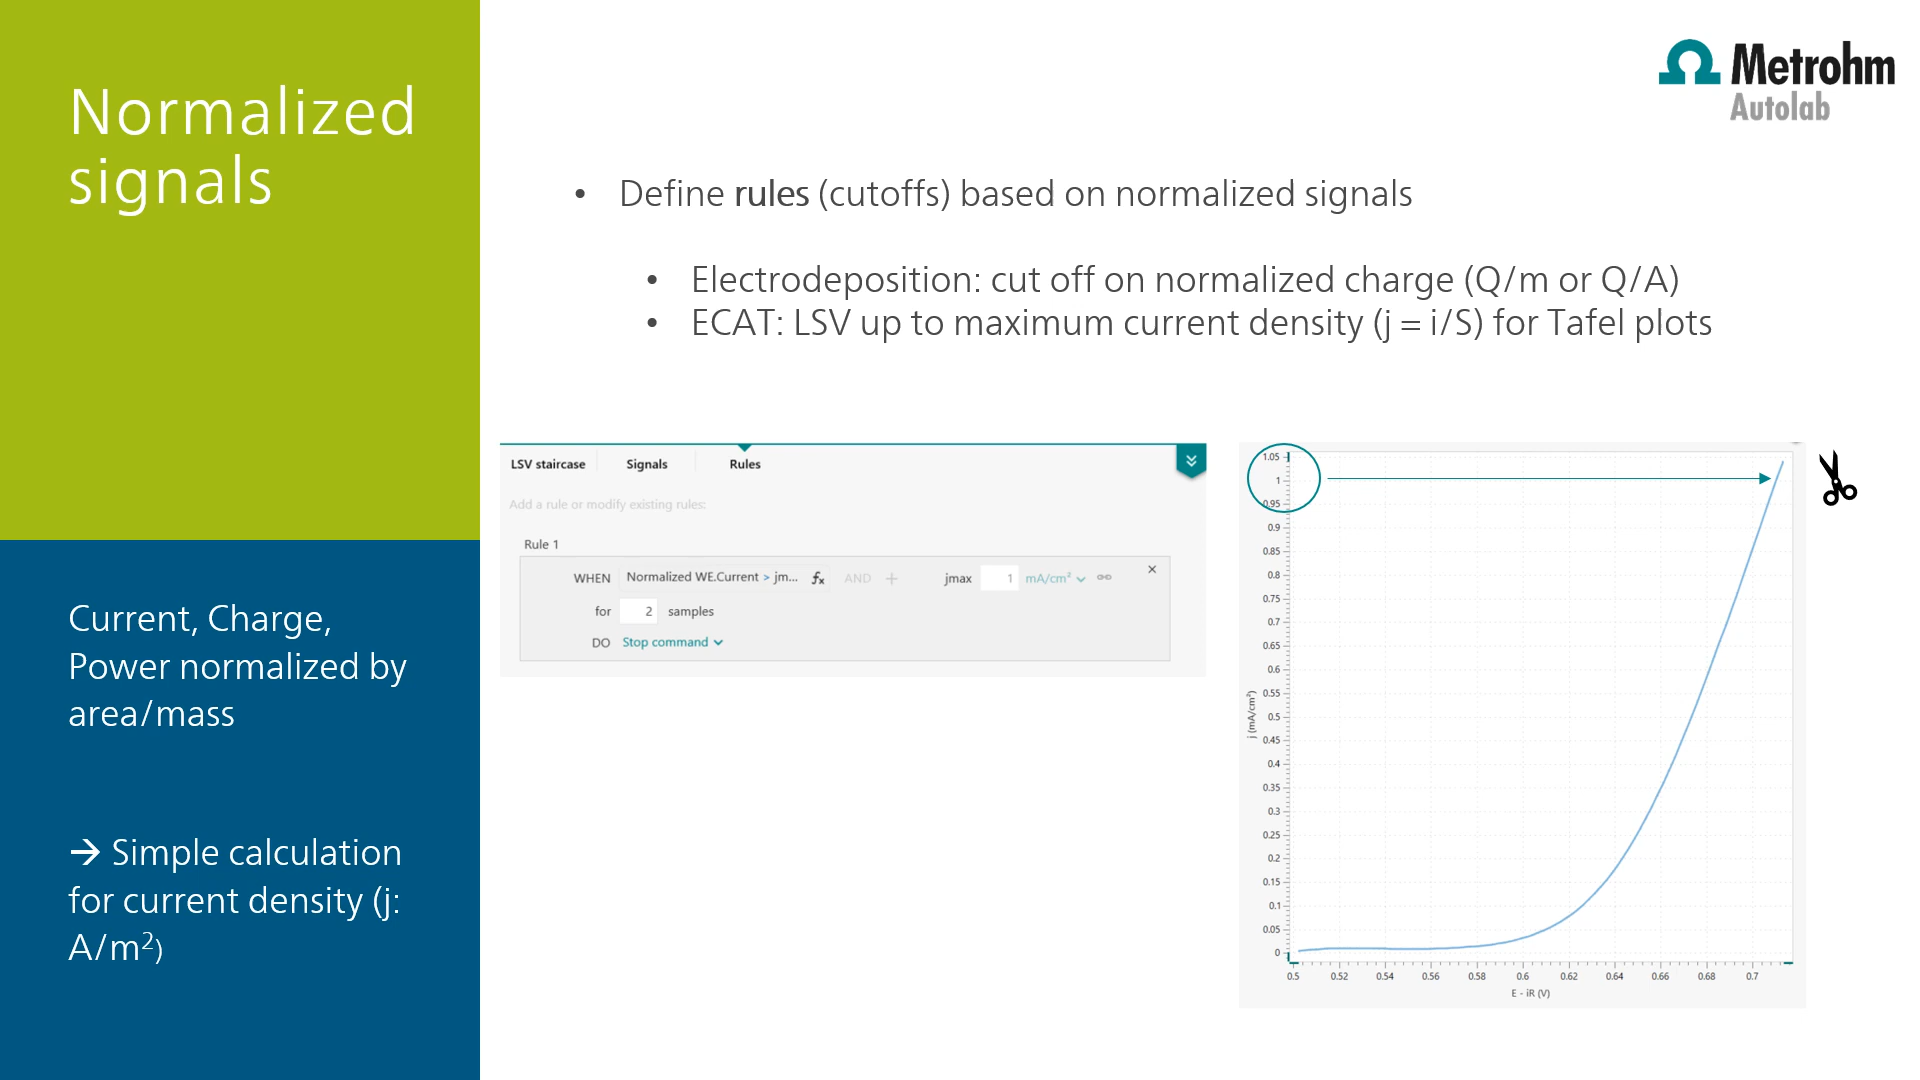 Normalized
signals
Metrohm
Autolab
• Define rules (cutoffs) based on normalized signals
• Electrodeposition: cut off on normalized charge (Q/m or Q/A)
• ECAT: LSV up to maximum current density (j = i/S) for Tafel plots
Current, Charge,
Power normalized by
area/mass
→ Simple calculation
for current density (j:
A/m²)
LSV staircase Signals Rules
Add a rule or modify existing rules:
Rule 1
WHEN Normalized WE.Current > jm... fx AND + jmax 1 mA/cm²
for 2 samples
DO Stop command
1.05
1
0.95
0.9
0.85
0.8
0.75
0.7
0.65
0.6
0.55
0.5
0.45
0.4
0.35
0.3
0.25
0.2
0.15
0.1
0.05
0
j (mA/cm²)
0.5 0.52 0.54 0.56 0.58 0.6 0.62 0.64 0.66 0.68 0.7
E - iR (V)